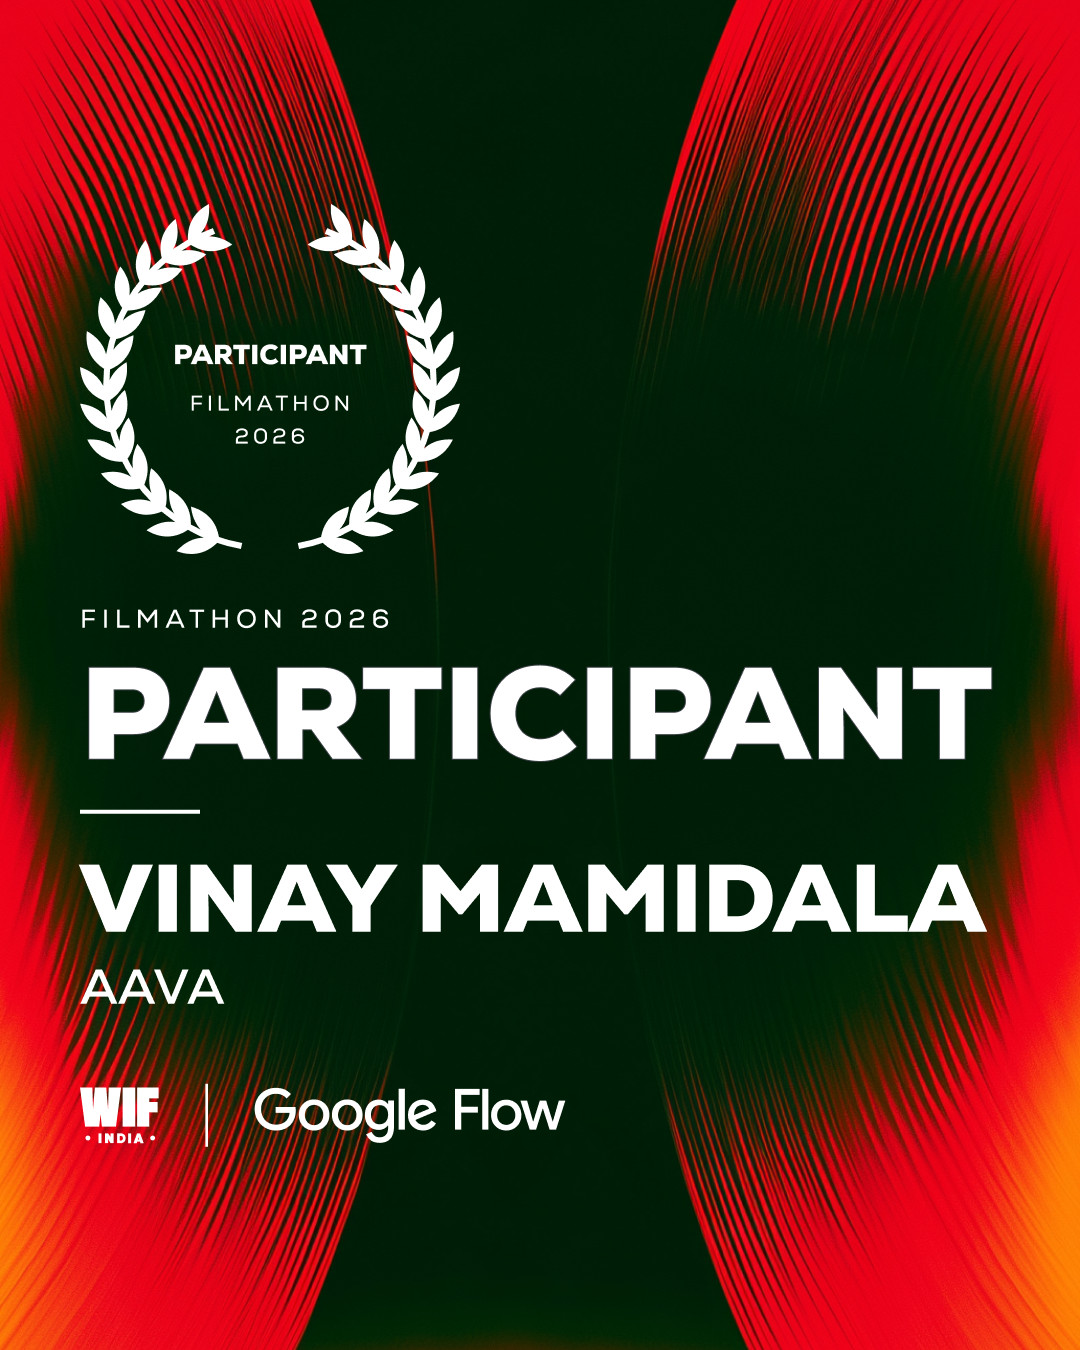 PARTICIPANT
FILMATHON
2026
FILMATHON 2026
PARTICIPANT
VINAY MAMIDALA
AAVA
WIF
• INDIA •
Google Flow